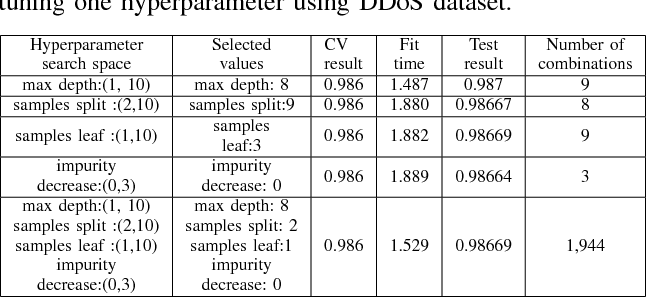 tuning one hyperparameter using DDoS dataset.
Hyperparameter search space | Selected values | CV result | Fit time | Test result | Number of combinations
max depth:(1, 10) | max depth: 8 | 0.986 | 1.487 | 0.987 | 9
samples split :(2,10) | samples split:9 | 0.986 | 1.880 | 0.98667 | 8
samples leaf :(1,10) | samples leaf:3 | 0.986 | 1.882 | 0.98669 | 9
impurity decrease:(0,3) | impurity decrease: 0 | 0.986 | 1.889 | 0.98664 | 3
max depth:(1, 10) | max depth: 8
samples split :(2,10) | samples split: 2
samples leaf :(1,10) | samples leaf:1 | 0.986 | 1.529 | 0.98669 | 1,944
impurity | impurity
decrease:(0,3) | decrease: 0